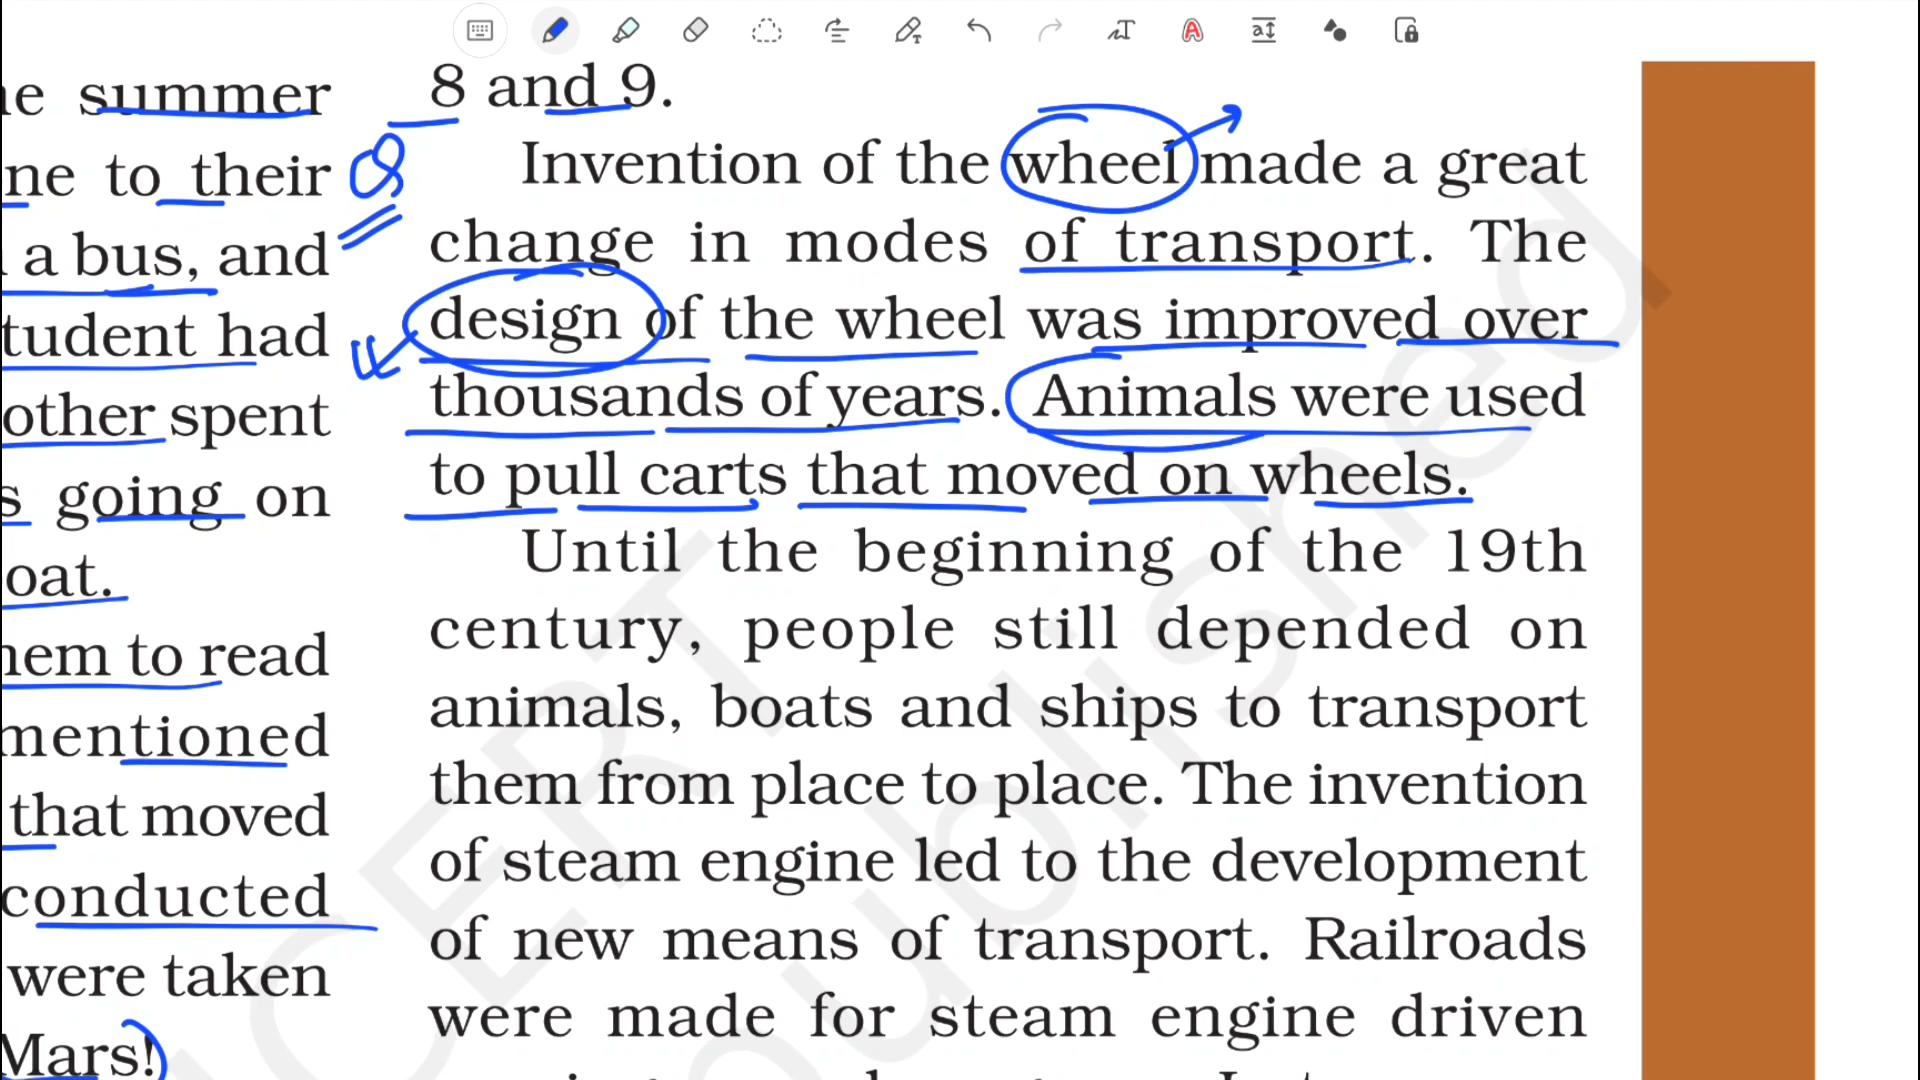 e summer
ne to their
a bus, and
tudent had
other spent
s going on
oat.
hem to read
mentioned
that moved
conducted
were taken
Mars!
8 and 9.
Invention of the wheel made a great
change in modes of transport. The
design of the wheel was improved over
thousands of years. Animals were used
to pull carts that moved on wheels.
Until the beginning of the 19th
century, people still depended on
animals, boats and ships to transport
them from place to place. The invention
of steam engine led to the development
of new means of transport. Railroads
were made for steam engine driven